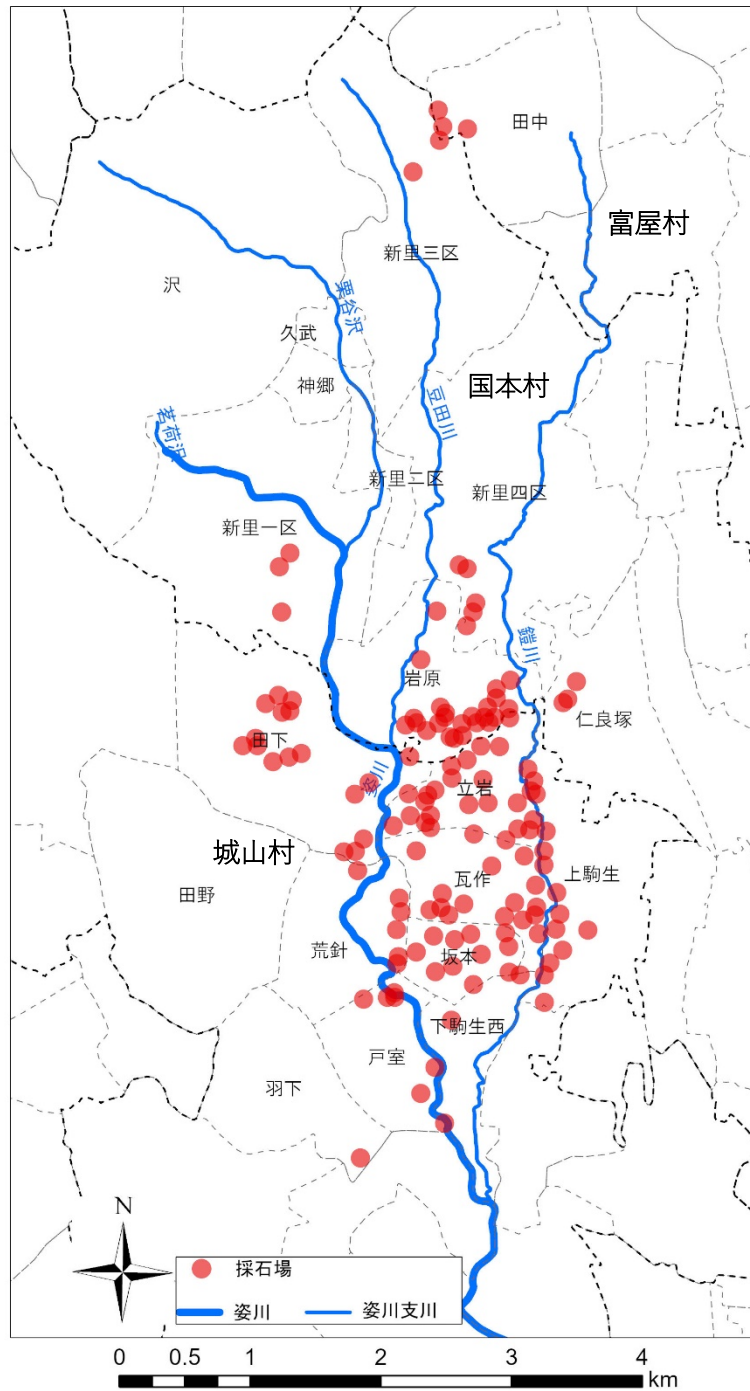 田中
富屋村
新里三区
沢
栗谷沢
久武
神郷
国本村
豆田川
茗荷沢
新里二区
新里四区
新里一区
鎧川
岩原
仁良塚
田下
姿川
立岩
城山村
瓦作
上駒生
田野
荒針
坂本
下駒生西
戸室
羽下
N
採石場
姿川
姿川支川
0 0.5 1 2 3 4
km